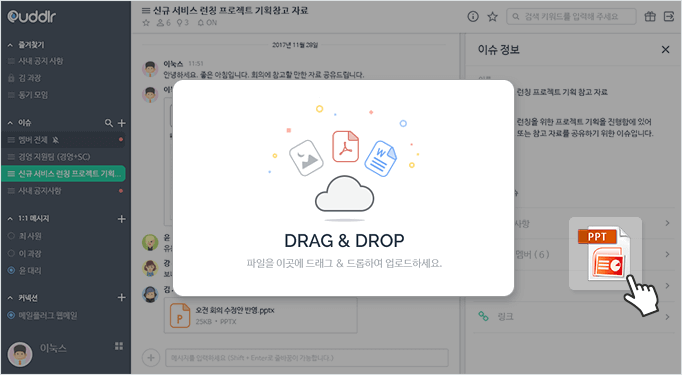 Ouddlr
즐겨찾기
사내 공지 사항
김 과장
동기 모임
이슈
멤버 전체
경영 지원팀 (경영+SC)
신규 서비스 런칭 프로젝트 기획...
사내 공지사항
1:1 메시지
최 사원
이 과장
윤 대리
커넥션
메일플러그 웹메일
이눅스
신규 서비스 런칭 프로젝트 기획참고 자료
6 3 ON
검색 키워드를 입력해 주세요
2017년 11월 28일
이눅스 11:51
안녕하세요. 좋은 아침입니다. 회의에 참고할 만한 자료 공유드립니다.
DRAG & DROP
파일을 이곳에 드래그 & 드롭하여 업로드하세요.
윤
강
김
오전 회의 수정안 반영.pptx
25KB • PPTX
메시지를 입력하세요 (Shift + Enter로 줄바꿈이 가능합니다.)
이슈 정보
런칭 프로젝트 기획 참고 자료
런칭을 위한 프로젝트 기획을 진행함에 있어
또는 참고 자료를 공유하기 위한 이슈입니다.
사항
멤버 ( 6 )
링크
PPT